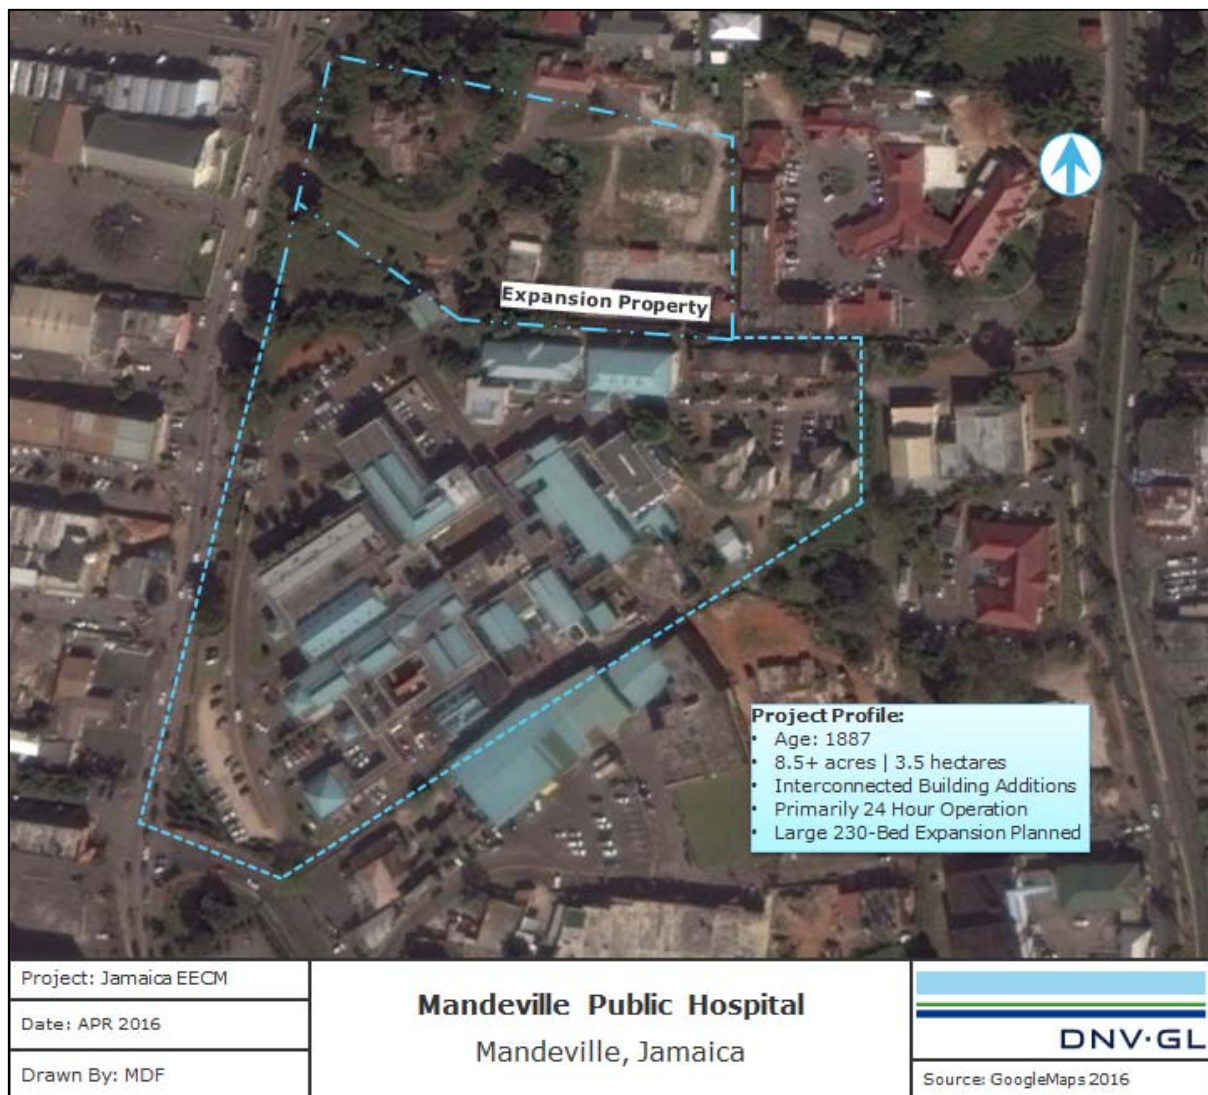 Expansion Property
Project Profile:
• Age: 1887
• 8.5+ acres | 3.5 hectares
• Interconnected Building Additions
• Primarily 24 Hour Operation
• Large 230-Bed Expansion Planned
Project: Jamaica EECM
Date: APR 2016
Drawn By: MDF
Mandeville Public Hospital
Mandeville, Jamaica
DNV·GL
Source: GoogleMaps 2016